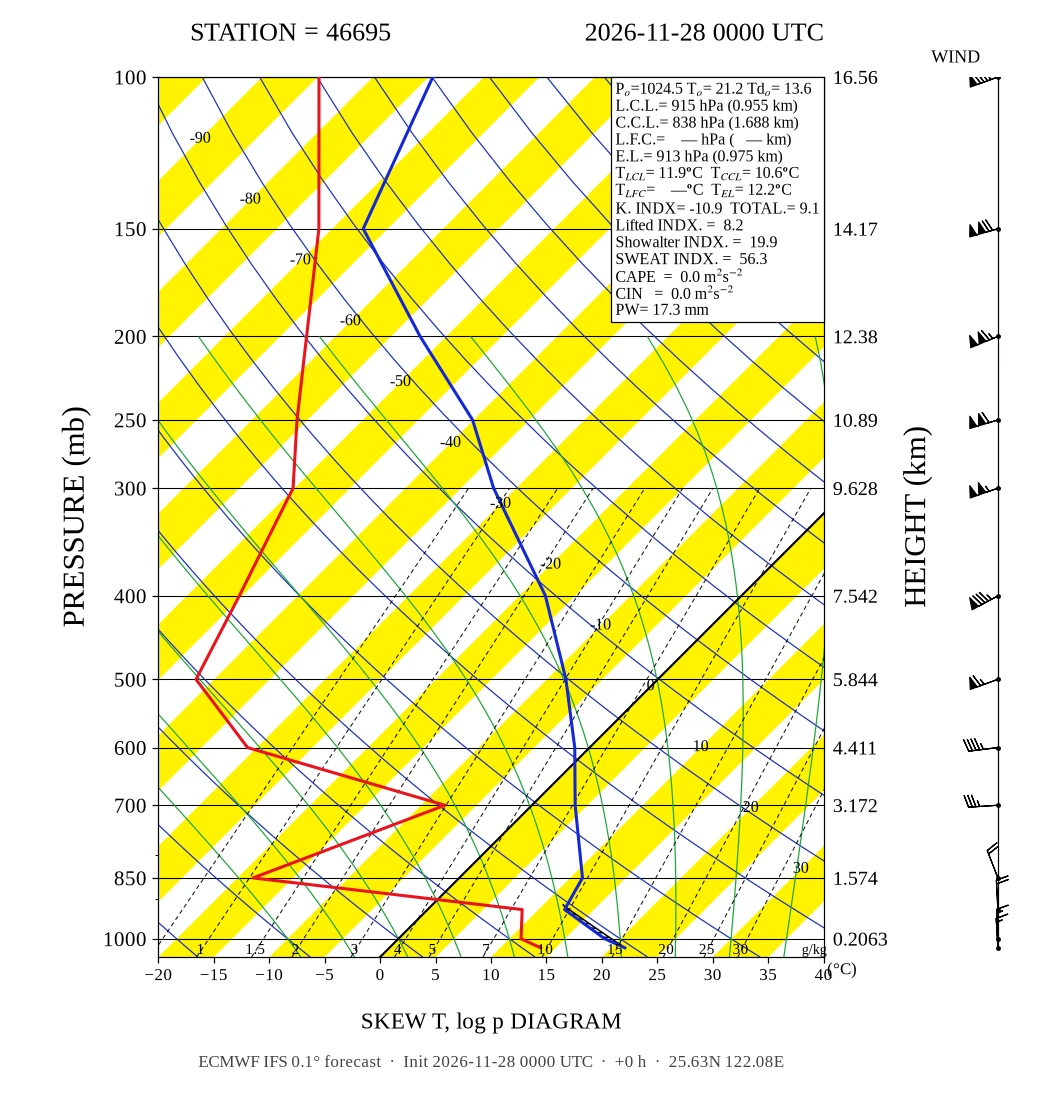 STATION = 46695
2026-11-28 0000 UTC
WIND
Pₒ=1024.5 Tₒ= 21.2 Tdₒ= 13.6
L.C.L.= 915 hPa (0.955 km)
C.C.L.= 838 hPa (1.688 km)
L.F.C.= — hPa ( — km)
E.L.= 913 hPa (0.975 km)
T_LCL= 11.9°C T_CCL= 10.6°C
T_LFC= —°C T_EL= 12.2°C
K. INDX= -10.9 TOTAL.= 9.1
Lifted INDX. = 8.2
Showalter INDX. = 19.9
SWEAT INDX. = 56.3
CAPE = 0.0 m²s⁻²
CIN = 0.0 m²s⁻²
PW= 17.3 mm
PRESSURE (mb)
100
150
200
250
300
400
500
600
700
850
1000
16.56
14.17
12.38
10.89
9.628
7.542
5.844
4.411
3.172
1.574
0.2063
HEIGHT (km)
-90
-80
-70
-60
-50
-40
-30
-20
-10
0
10
20
30
1 1.5 2 3 4 5 7 10 15 20 25 30 g/kg
−20 −15 −10 −5 0 5 10 15 20 25 30 35 40 (°C)
SKEW T, log p DIAGRAM
ECMWF IFS 0.1° forecast · Init 2026-11-28 0000 UTC · +0 h · 25.63N 122.08E